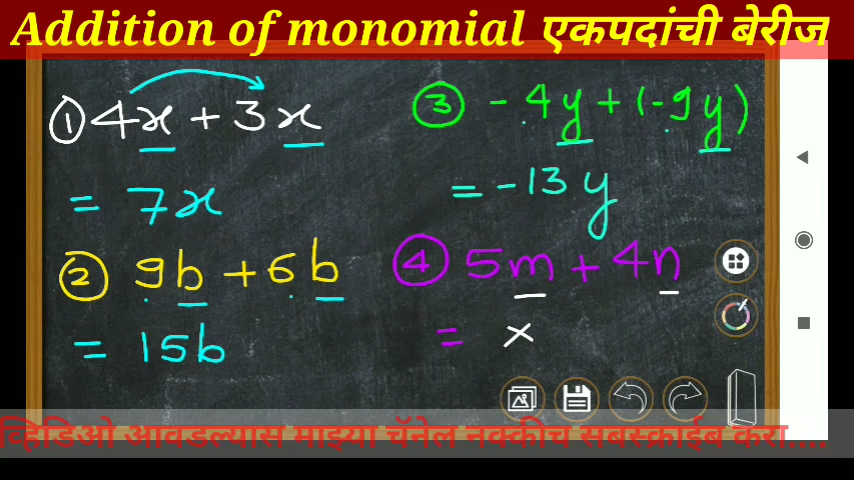 Addition of monomial एकपदांची बेरीज
① 4x + 3x
= 7x
② 9b + 6b
= 15b
③ - 4y + (-9y)
= -13y
④ 5m + 4n
= ×
व्हिडिओ आवडल्यास माझ्या चॅनेल नक्कीच सबस्क्राईब करा....